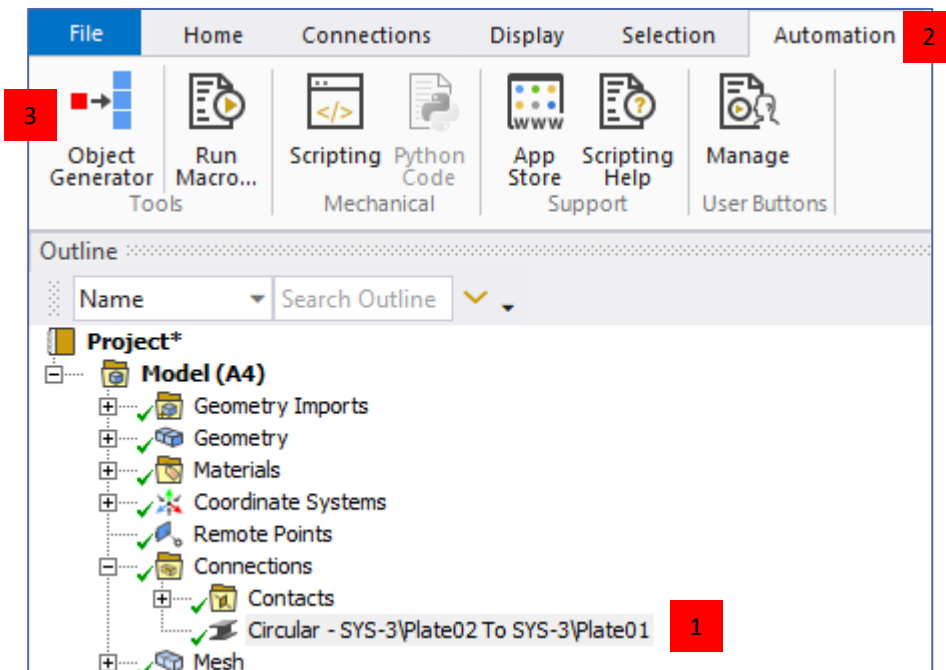 File Home Connections Display Selection Automation 2
3
</>
www
Object Generator Run Macro... Scripting Python Code App Store Scripting Help Manage
Tools Mechanical Support User Buttons
Outline
Name Search Outline
Project*
Model (A4)
Geometry Imports
Geometry
Materials
Coordinate Systems
Remote Points
Connections
Contacts
Circular - SYS-3\Plate02 To SYS-3\Plate01 1
Mesh